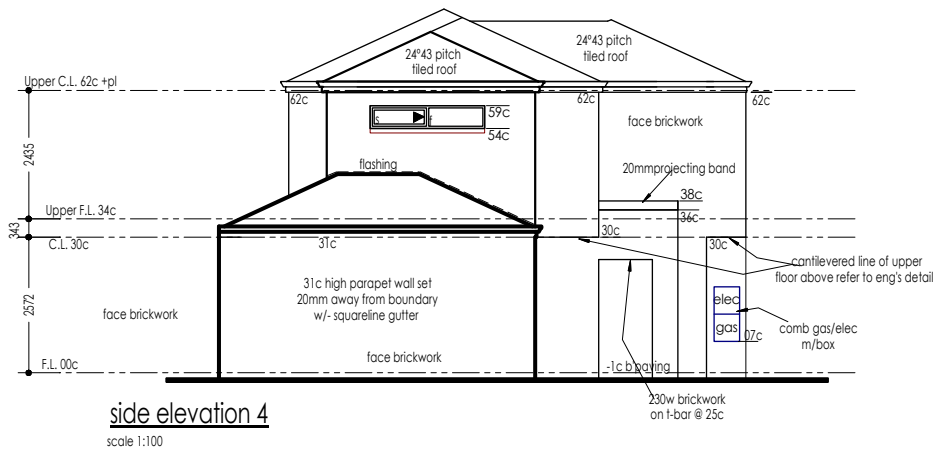 24°43 pitch
tiled roof
24°43 pitch
tiled roof
Upper C.L. 62c +pl
62c
62c
62c
s
f
59c
54c
face brickwork
2435
flashing
20mmprojecting band
38c
Upper F.L. 34c
36c
343
30c
C.L. 30c
31c
30c
cantilevered line of upper
floor above refer to eng's detail
31c high parapet wall set
20mm away from boundary
w/- squareline gutter
2572
face brickwork
elec
gas
07c
comb gas/elec
m/box
face brickwork
F.L. 00c
-1c b paving
230w brickwork
on t-bar @ 25c
side elevation 4
scale 1:100